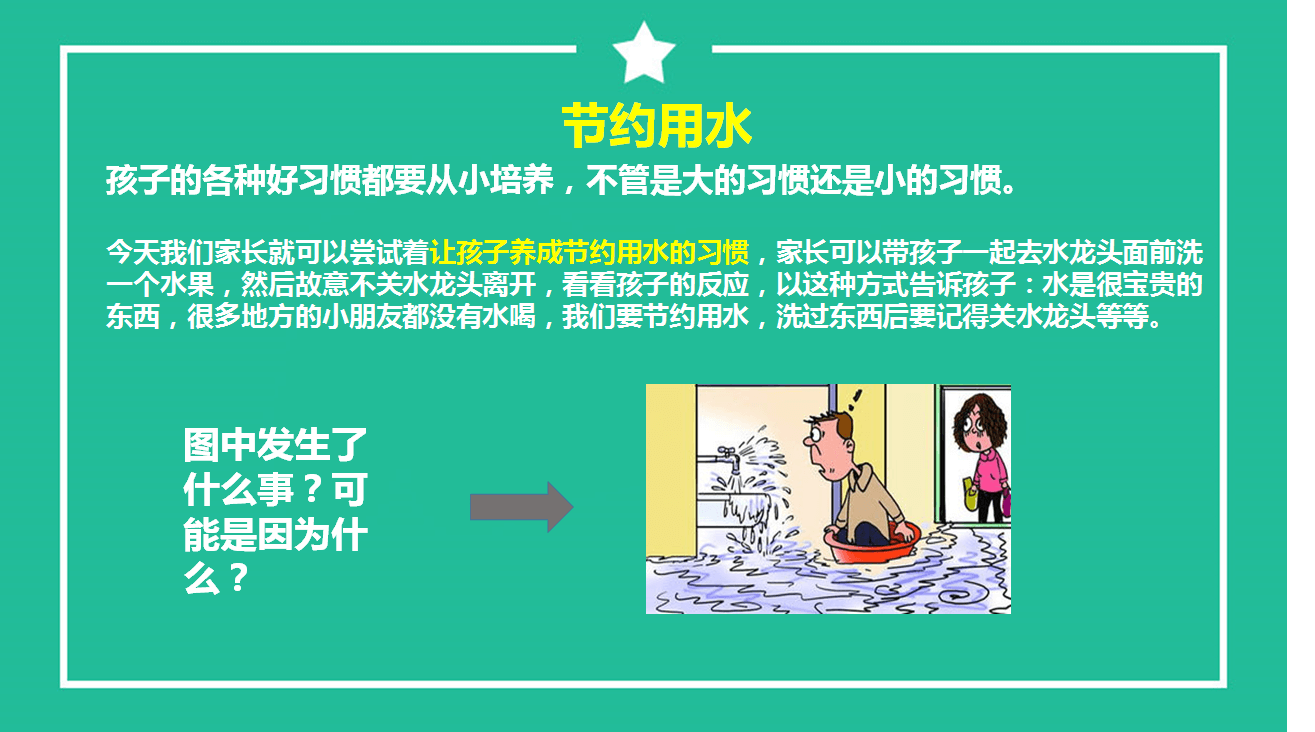 节约用水
孩子的各种好习惯都要从小培养，不管是大的习惯还是小的习惯。
今天我们家长就可以尝试着让孩子养成节约用水的习惯，家长可以带孩子一起去水龙头面前洗
一个水果，然后故意不关水龙头离开，看看孩子的反应，以这种方式告诉孩子：水是很宝贵的
东西，很多地方的小朋友都没有水喝，我们要节约用水，洗过东西后要记得关水龙头等等。
图中发生了
什么事？可
能是因为什
么？